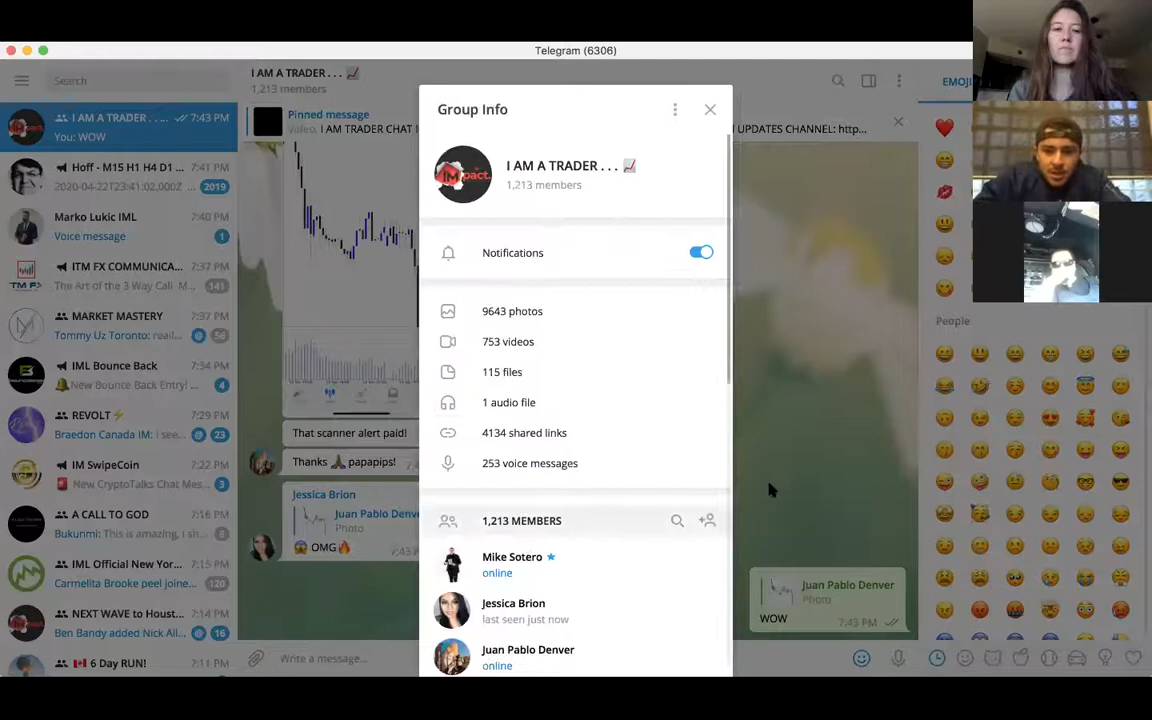 Telegram (6306)
Search
I AM A TRADER . . .
7:43 PM
You: WOW
Hoff - M15 H1 H4 D1 ...
7:41 PM
2020-04-22T23:41:02.000Z
2019
Marko Lukic IML
7:40 PM
Voice message
1
ITM FX COMMUNICA...
7:37 PM
The Art of the 3 Way Call M...
141
MARKET MASTERY
7:37 PM
Tommy Uz Toronto: reail...
@
IML Bounce Back
7:34 PM
New Bounce Back Entry! ...
4
REVOLT
7:29 PM
Braedon Canada IM: i see...
@ 23
IM SwipeCoin
7:22 PM
New CryptoTalks Chat Mes...
3
A CALL TO GOD
7:16 PM
Bukunmi: This is amazing, i st...
8
IML Official New Yor...
7:15 PM
Carmelita Brooke peel joine...
120
NEXT WAVE to Houst...
7:14 PM
Ben Bandy added Nick All...
@ 16
6 Day RUN!
7:11 PM
I AM A TRADER . . .
1,213 members
Pinned message
video, I AM TRADER CHAT
UPDATES CHANNEL: http...
That scanner alert paid!
Thanks papapips!
Jessica Brion
Juan Pablo Denve
Photo
OMG
7:43
Write a message...
Group Info
IMpact.
I AM A TRADER . . .
1,213 members
Notifications
9643 photos
753 videos
115 files
1 audio file
4134 shared links
253 voice messages
1,213 MEMBERS
Mike Sotero
online
Jessica Brion
last seen just now
Juan Pablo Denver
online
Juan Pablo Denver
Photo
WOW
7:43 PM
EMOJI
People